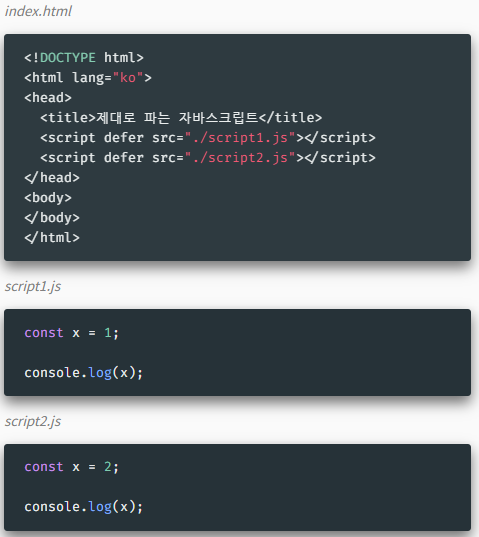 index.html
<!DOCTYPE html>
<html lang="ko">
<head>
  <title>제대로 파는 자바스크립트</title>
  <script defer src="./script1.js"></script>
  <script defer src="./script2.js"></script>
</head>
<body>
</body>
</html>
script1.js
const x = 1;
console.log(x);
script2.js
const x = 2;
console.log(x);